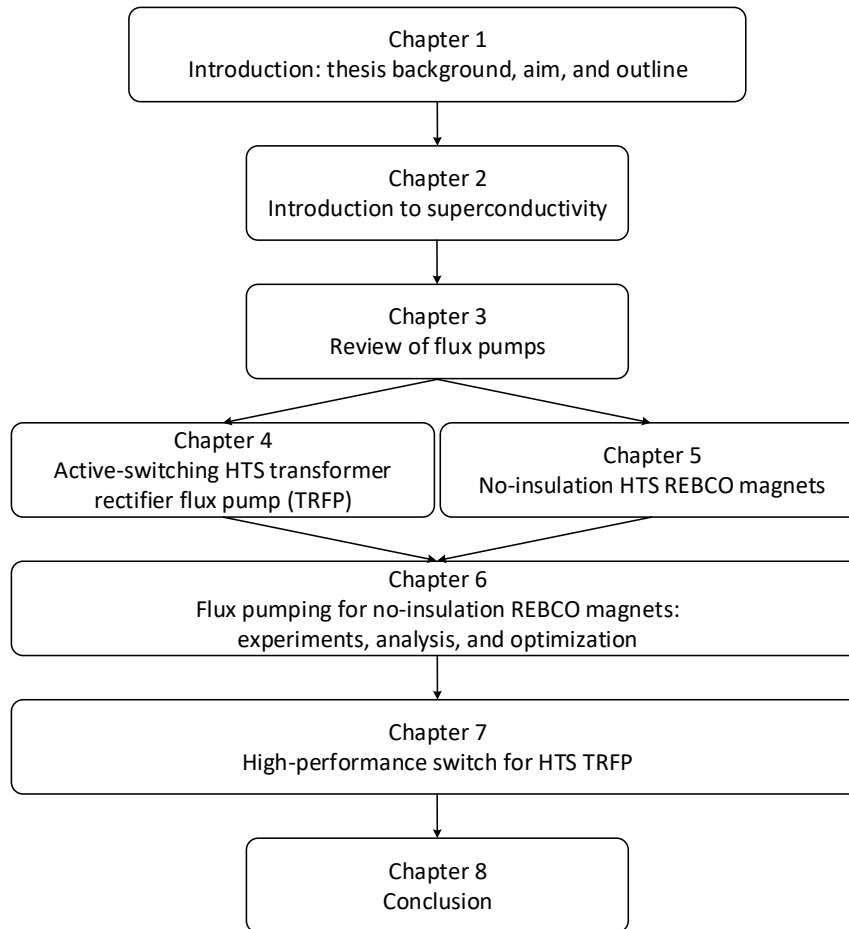 Chapter 1
Introduction: thesis background, aim, and outline
Chapter 2
Introduction to superconductivity
Chapter 3
Review of flux pumps
Chapter 4
Active-switching HTS transformer
rectifier flux pump (TRFP)
Chapter 5
No-insulation HTS REBCO magnets
Chapter 6
Flux pumping for no-insulation REBCO magnets:
experiments, analysis, and optimization
Chapter 7
High-performance switch for HTS TRFP
Chapter 8
Conclusion